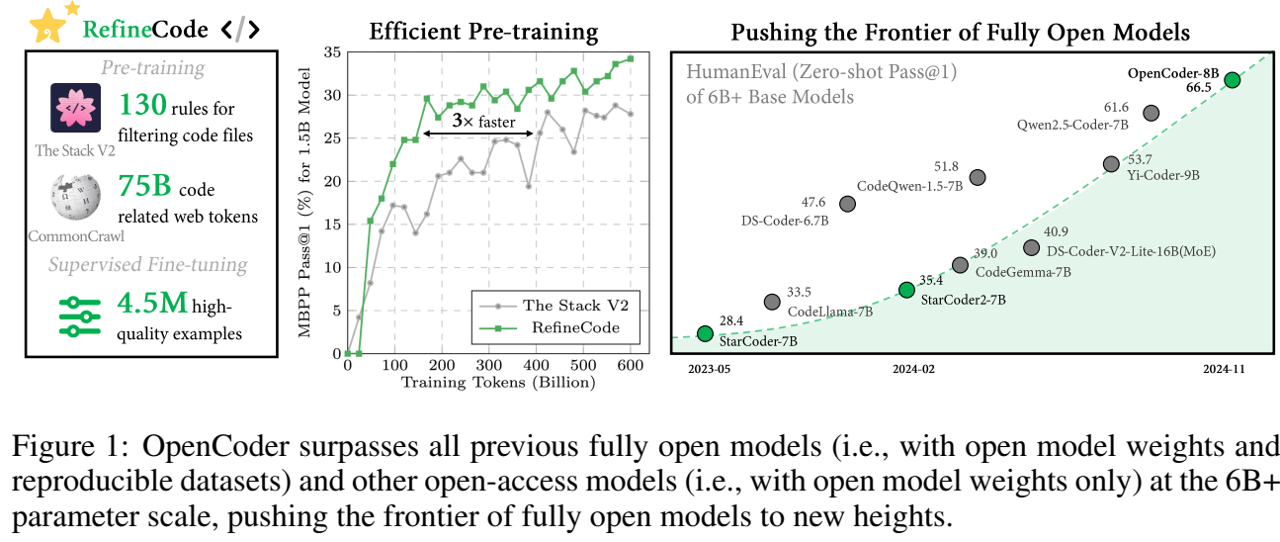 RefineCode </>
Pre-training
</>
The Stack V2
130 rules for
filtering code files
CommonCrawl
75B code
related web tokens
Supervised Fine-tuning
4.5M high-
quality examples
Efficient Pre-training
MBPP Pass@1 (%) for 1.5B Model
35
30
25
20
15
10
5
0
3× faster
The Stack V2
RefineCode
0 100 200 300 400 500 600
Training Tokens (Billion)
Pushing the Frontier of Fully Open Models
HumanEval (Zero-shot Pass@1)
of 6B+ Base Models
OpenCoder-8B
66.5
61.6
Qwen2.5-Coder-7B
53.7
Yi-Coder-9B
51.8
CodeQwen-1.5-7B
47.6
DS-Coder-6.7B
40.9
DS-Coder-V2-Lite-16B(MoE)
39.0
CodeGemma-7B
35.4
StarCoder2-7B
33.5
CodeLlama-7B
28.4
StarCoder-7B
2023-05 2024-02 2024-11
Figure 1: OpenCoder surpasses all previous fully open models (i.e., with open model weights and
reproducible datasets) and other open-access models (i.e., with open model weights only) at the 6B+
parameter scale, pushing the frontier of fully open models to new heights.